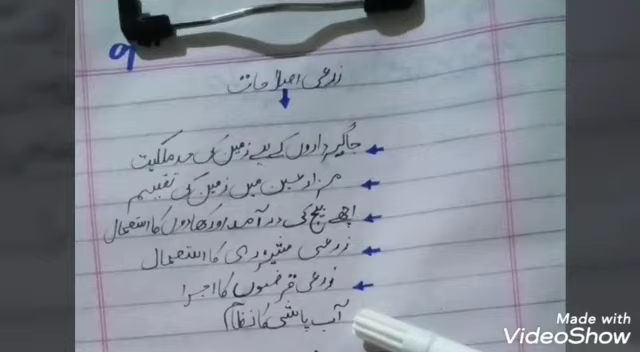 9
زرعی اصلاحات
جاگیرداروں کے لیے زمین کی حد ملکیت
مزارعین میں زمین کی تقسیم
اچھے بیج کی درآمد اور کھادوں کا استعمال
زرعی مشینری کا استعمال
زرعی قرضوں کا اجرا
آب پاشی کا نظام
Made with
VideoShow